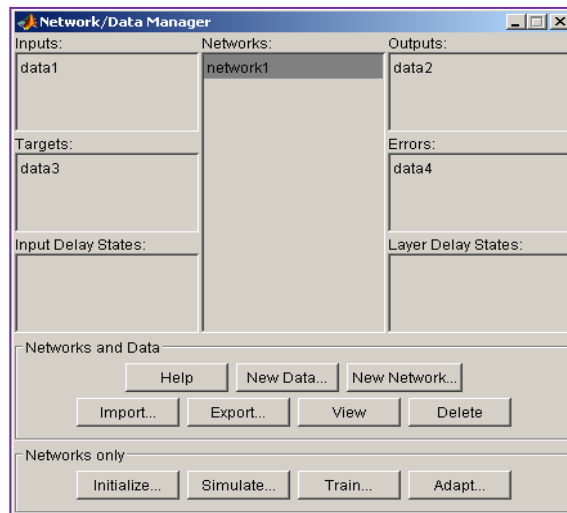 Network/Data Manager
Inputs: Networks: Outputs:
data1 network1 data2
Targets: Errors:
data3 data4
Input Delay States: Layer Delay States:
Networks and Data
Help New Data... New Network...
Import... Export... View Delete
Networks only
Initialize... Simulate... Train... Adapt...